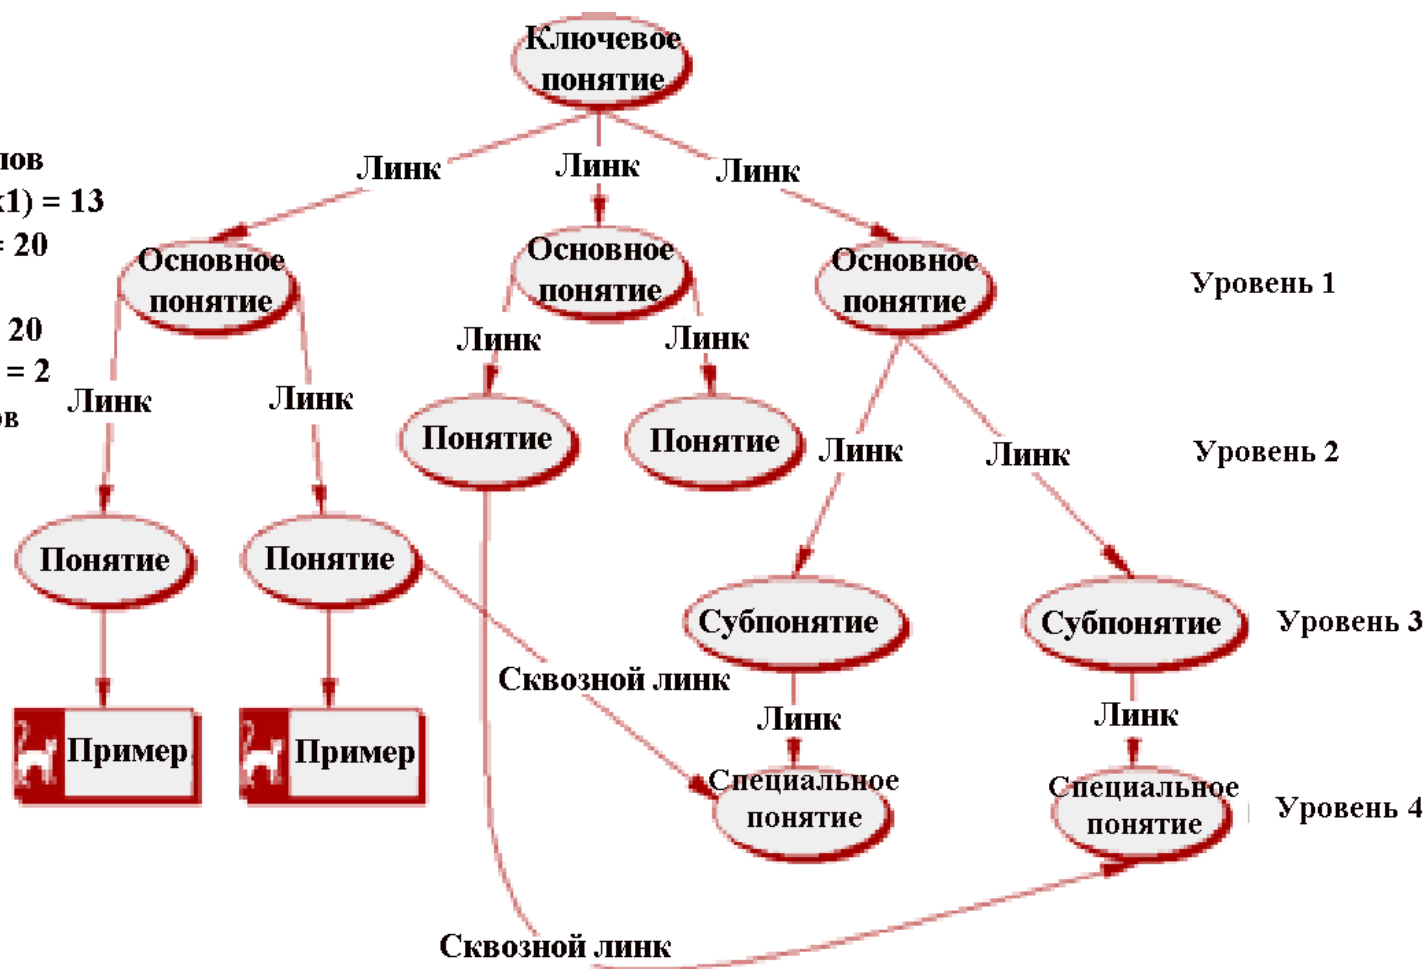 Ключевое
понятие
Линк
Линк
Линк
= 13
= 20
20
= 2
Основное
понятие
Основное
понятие
Основное
понятие
Уровень 1
Линк
Линк
Линк
Линк
Линк
Линк
Понятие
Понятие
Уровень 2
Понятие
Понятие
Субпонятие
Субпонятие
Уровень 3
Сквозной линк
Линк
Линк
Пример
Пример
Специальное
понятие
Специальное
понятие
Уровень 4
Сквозной линк